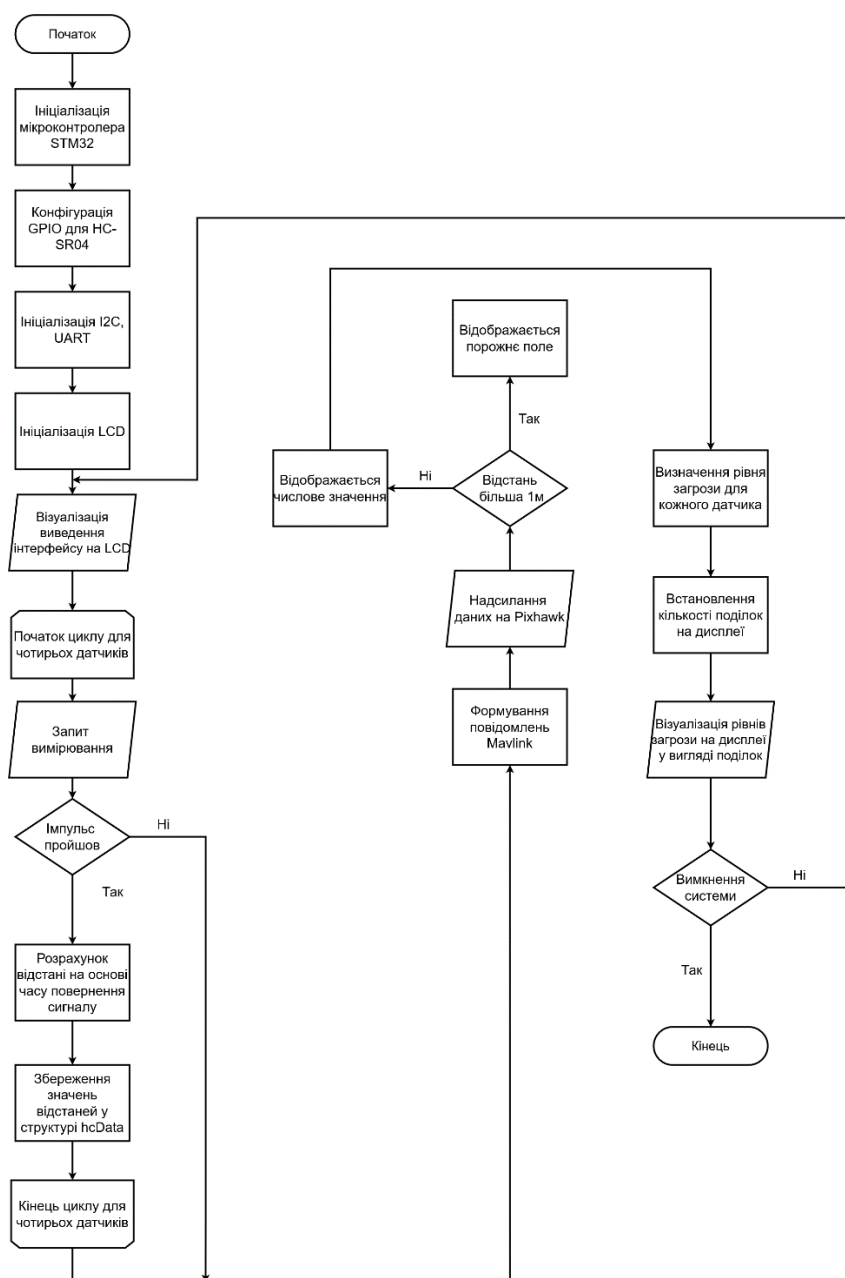 Початок
Ініціалізація
мікроконтролера
STM32
Конфігурація
GPIO для HC-
SR04
Ініціалізація I2C,
UART
Ініціалізація LCD
Візуалізація
виведення
інтерфейсу на LCD
Початок циклу для
чотирьох датчиків
Запит
вимірювання
Імпульс
пройшов
Ні
Так
Розрахунок
відстані на основі
часу повернення
сигналу
Збереження
значень
відстаней у
структурі hcData
Кінець циклу для
чотирьох датчиків
Формування
повідомлень
Mavlink
Надсилання
даних на Pixhawk
Відстань
більша 1м
Так
Відображається
порожнє поле
Ні
Відображається
числове значення
Визначення рівня
загрози для
кожного датчика
Встановлення
кількості поділок
на дисплеї
Візуалізація рівнів
загрози на дисплеї
у вигляді поділок
Вимкнення
системи
Ні
Так
Кінець